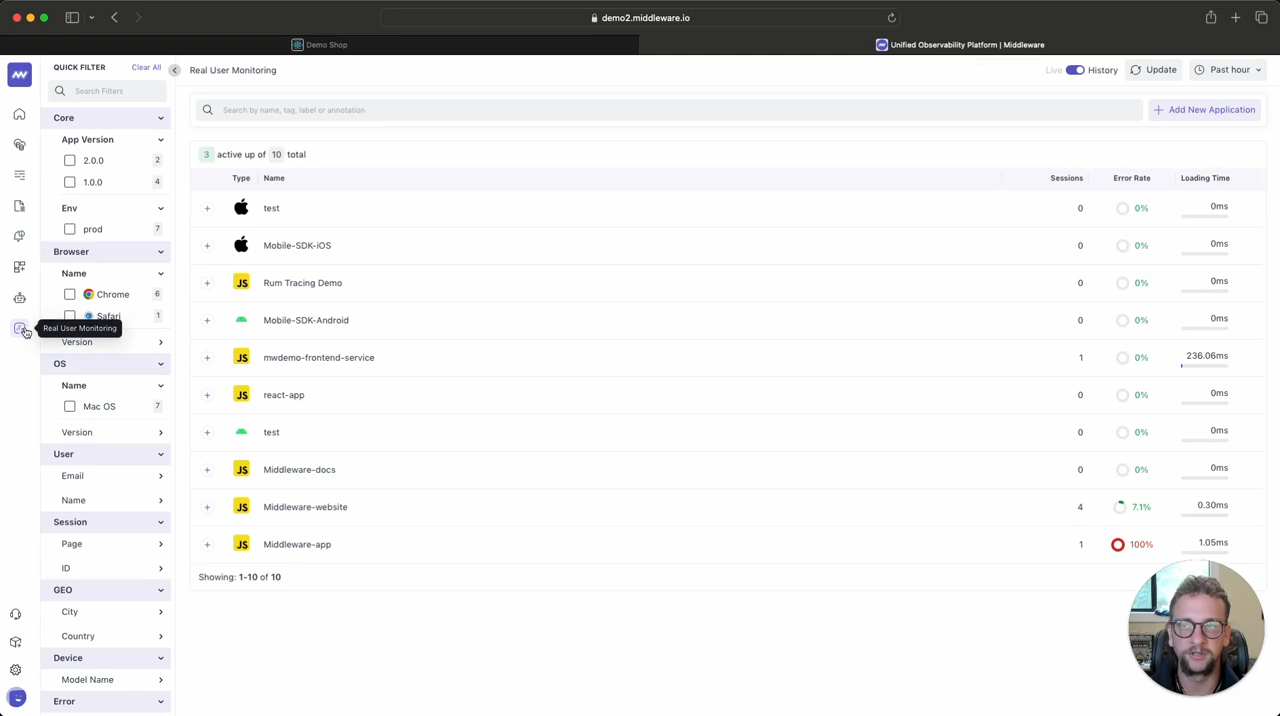 demo2.middleware.io
Demo Shop
Unified Observability Platform | Middleware
QUICK FILTER Clear All
Search Filters
Core
App Version
2.0.0 2
1.0.0 4
Env
prod 7
Browser
Name
Chrome 6
Safari 1
Real User Monitoring
Version
OS
Name
Mac OS 7
Version
User
Email
Name
Session
Page
ID
GEO
City
Country
Device
Model Name
Error
Real User Monitoring
Live History Update Past hour
Search by name, tag, label or annotation
Add New Application
3 active up of 10 total
Type Name Sessions Error Rate Loading Time
test 0 0% 0ms
Mobile-SDK-iOS 0 0% 0ms
JS Rum Tracing Demo 0 0% 0ms
Mobile-SDK-Android 0 0% 0ms
JS mwdemo-frontend-service 1 0% 236.06ms
JS react-app 0 0% 0ms
test 0 0% 0ms
JS Middleware-docs 0 0% 0ms
JS Middleware-website 4 7.1% 0.30ms
JS Middleware-app 1 100% 1.05ms
Showing: 1-10 of 10